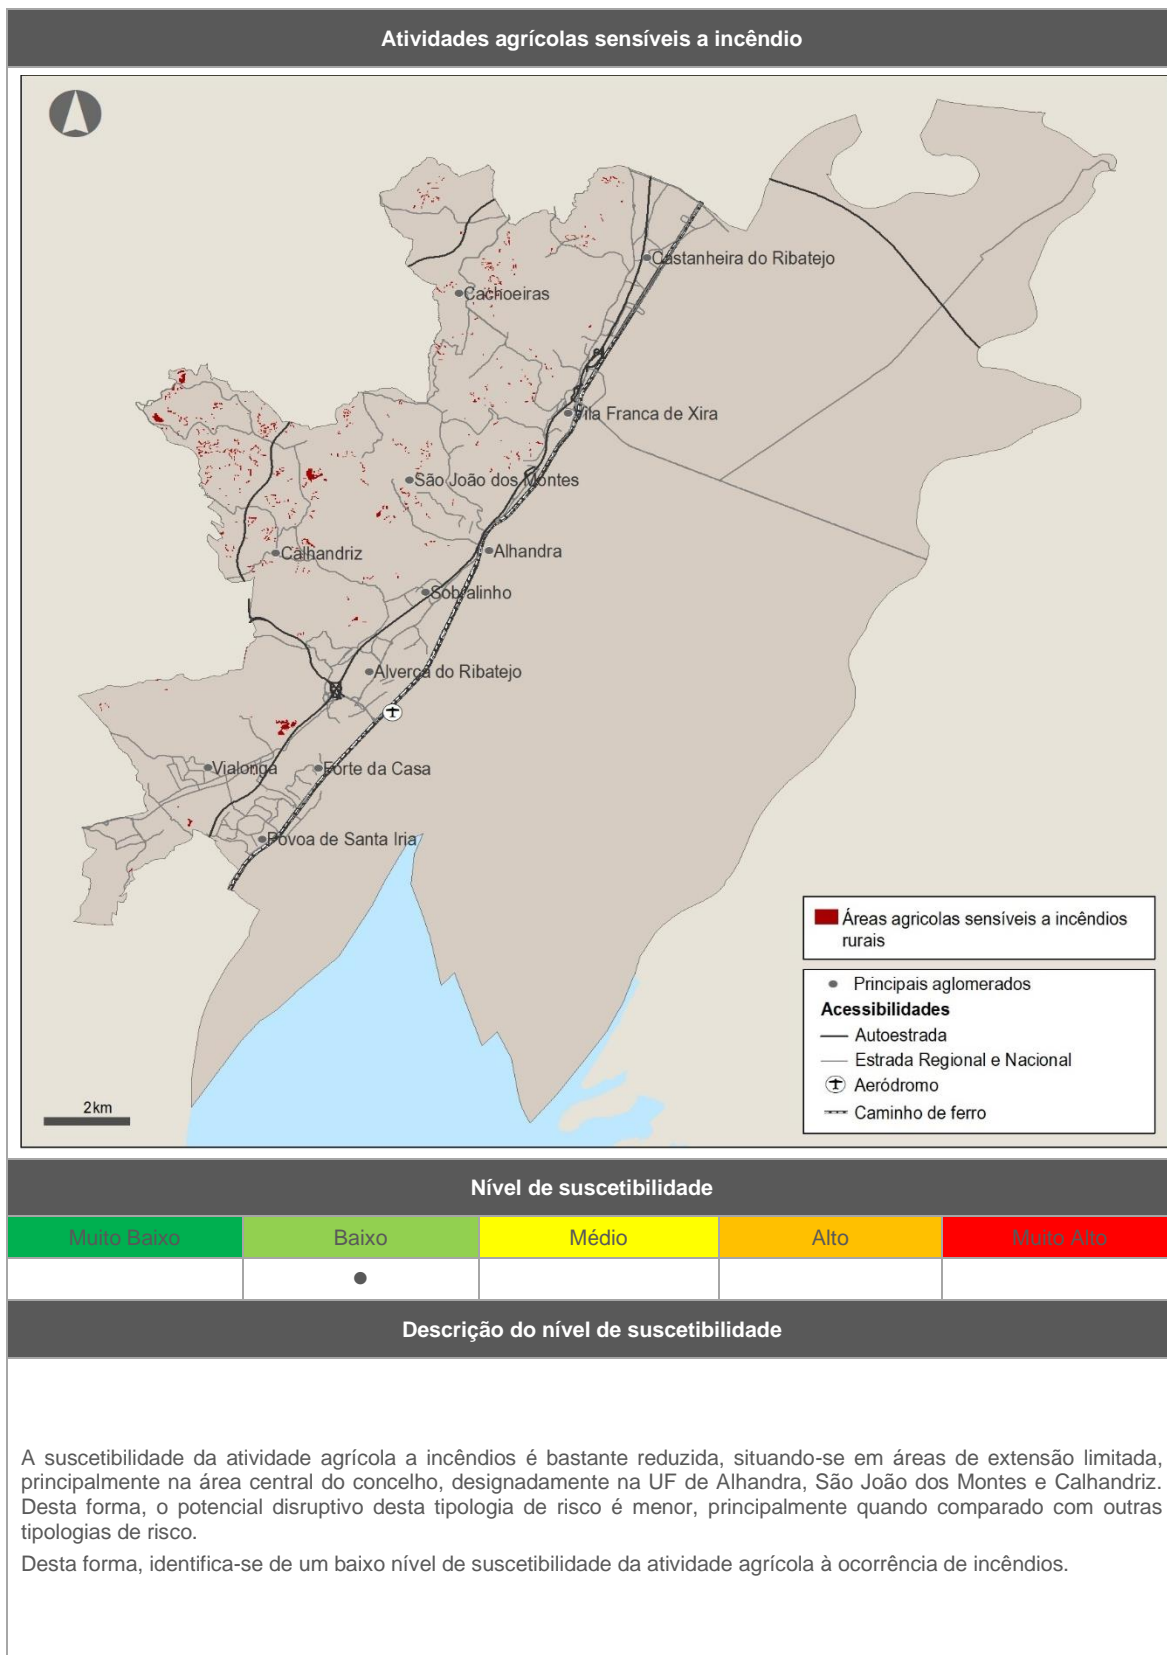 Atividades agrícolas sensíveis a incêndio
Castanheira do Ribatejo
Cachoeiras
Vila Franca de Xira
São João dos Montes
Calhandriz
Alhandra
Sobralinho
Alverca do Ribatejo
Vialonga
Forte da Casa
Póvoa de Santa Iria
Áreas agricolas sensíveis a incêndios
rurais
Principais aglomerados
Acessibilidades
Autoestrada
Estrada Regional e Nacional
Aeródromo
Caminho de ferro
2km
Nível de suscetibilidade
Muito Baixo Baixo Médio Alto Muito Alto
Descrição do nível de suscetibilidade
A suscetibilidade da atividade agrícola a incêndios é bastante reduzida, situando-se em áreas de extensão limitada,
principalmente na área central do concelho, designadamente na UF de Alhandra, São João dos Montes e Calhandriz.
Desta forma, o potencial disruptivo desta tipologia de risco é menor, principalmente quando comparado com outras
tipologias de risco.
Desta forma, identifica-se de um baixo nível de suscetibilidade da atividade agrícola à ocorrência de incêndios.